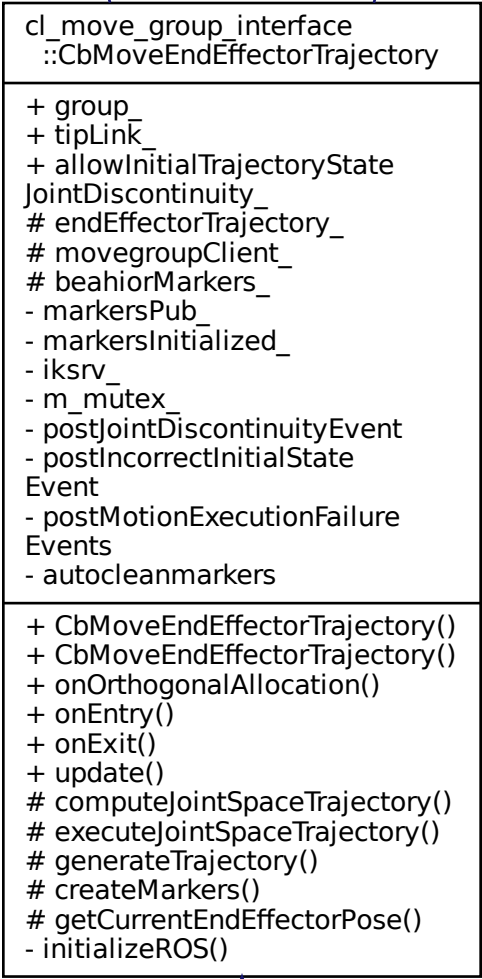 cl_move_group_interface
::CbMoveEndEffectorTrajectory
+ group_
+ tipLink_
+ allowInitialTrajectoryState
JointDiscontinuity_
# endEffectorTrajectory_
# movegroupClient_
# beahiorMarkers_
- markersPub_
- markersInitialized_
- iksrv_
- m_mutex_
- postJointDiscontinuityEvent
- postIncorrectInitialState
Event
- postMotionExecutionFailure
Events
- autocleanmarkers
+ CbMoveEndEffectorTrajectory()
+ CbMoveEndEffectorTrajectory()
+ onOrthogonalAllocation()
+ onEntry()
+ onExit()
+ update()
# computeJointSpaceTrajectory()
# executeJointSpaceTrajectory()
# generateTrajectory()
# createMarkers()
# getCurrentEndEffectorPose()
- initializeROS()